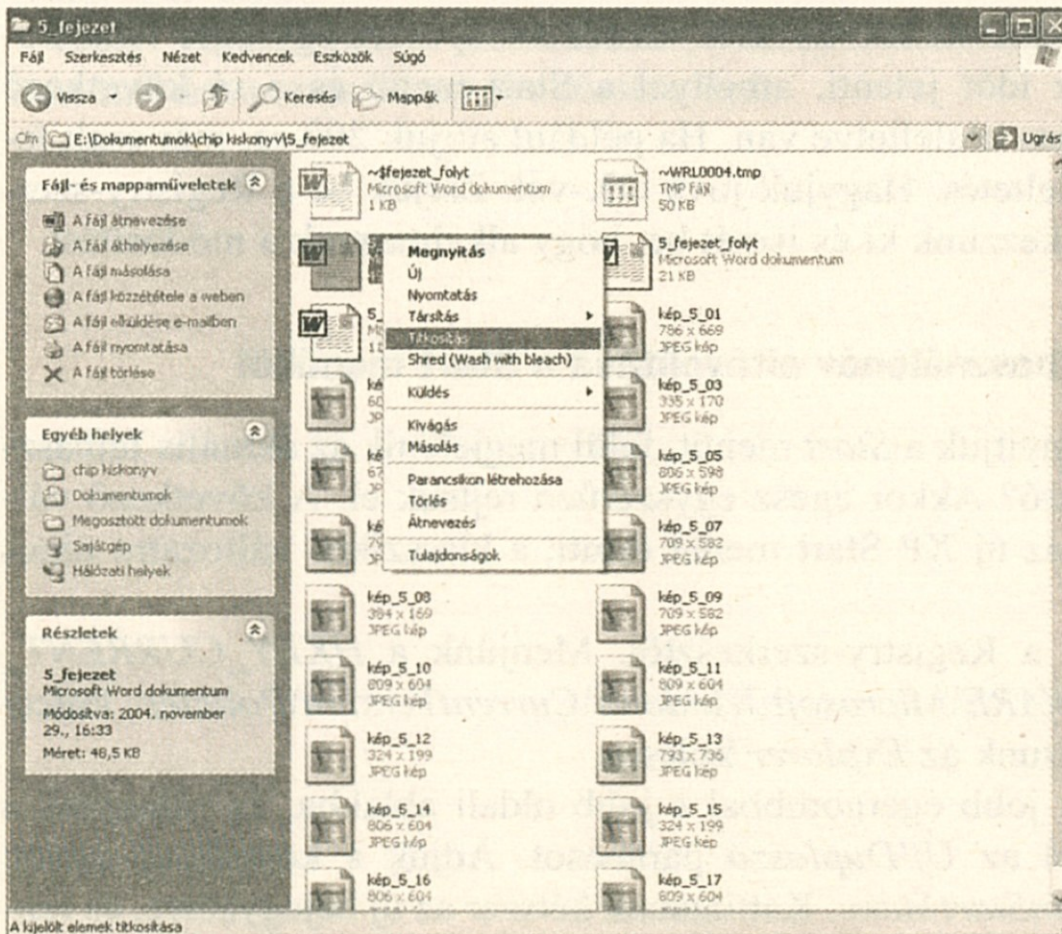 5_fejezet
Fájl Szerkesztés Nézet Kedvencek Eszközök Súgó
Vissza Keresés Mappák
Cím E:\Dokumentumok\chip kiskonyv\5_fejezet Ugrás
Fájl- és mappaműveletek
A fájl átnevezése
A fájl áthelyezése
A fájl másolása
A fájl közzététele a weben
A fájl elküldése e-mailben
A fájl nyomtatása
A fájl törlése
Egyéb helyek
chip kiskonyv
Dokumentumok
Megosztott dokumentumok
Sajátgép
Hálózati helyek
Részletek
5_fejezet
Microsoft Word dokumentum
Módosítva: 2004. november
29., 16:33
Méret: 48,5 KB
~$fejezet_folyt
Microsoft Word dokumentum
1 KB
~WRL0004.tmp
TMP Fájl
50 KB
5_fejezet_folyt
Microsoft Word dokumentum
21 KB
Megnyitás
Új
Nyomtatás
Társítás
Titkosítás
Shred (Wash with bleach)
Küldés
Kivágás
Másolás
Parancsikon létrehozása
Törlés
Átnevezés
Tulajdonságok
kép_5_01
786 x 669
JPEG kép
kép_5_03
335 x 170
JPEG kép
kép_5_05
806 x 598
JPEG kép
kép_5_07
709 x 582
JPEG kép
kép_5_08
384 x 169
JPEG kép
kép_5_09
709 x 582
JPEG kép
kép_5_10
809 x 604
JPEG kép
kép_5_11
809 x 604
JPEG kép
kép_5_12
324 x 199
JPEG kép
kép_5_13
793 x 736
JPEG kép
kép_5_14
806 x 604
JPEG kép
kép_5_15
324 x 199
JPEG kép
kép_5_16
806 x 604
kép_5_17
809 x 604
A kijelölt elemek titkosítása